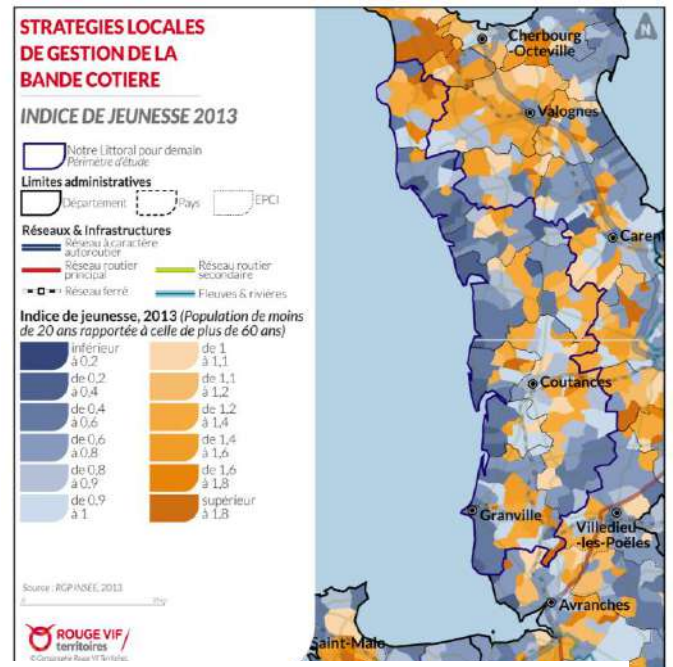 STRATEGIES LOCALES
DE GESTION DE LA
BANDE COTIERE
INDICE DE JEUNESSE 2013
Notre Littoral pour demain
Périmètre d'étude
Limites administratives
Département
Pays
EPCI
Réseaux & Infrastructures
Réseau à caractère
autoroutier
Réseau routier
principal
Réseau routier
secondaire
Réseau ferré
Fleuves & rivières
Indice de jeunesse, 2013 (Population de moins
de 20 ans rapportée à celle de plus de 60 ans)
inférieur
à 0,2
de 0,2
à 0,4
de 0,4
à 0,6
de 0,6
à 0,8
de 0,8
à 0,9
de 0,9
à 1
de 1
à 1,1
de 1,1
à 1,2
de 1,2
à 1,4
de 1,4
à 1,6
de 1,6
à 1,8
supérieur
à 1,8
Source : RGP INSEE, 2013
ROUGE VIF/
territoires
N
Cherbourg
-Octeville
Valognes
Caren
Coutances
Granville
Villedieu
-les-Poëles
Avranches
Saint-Malo